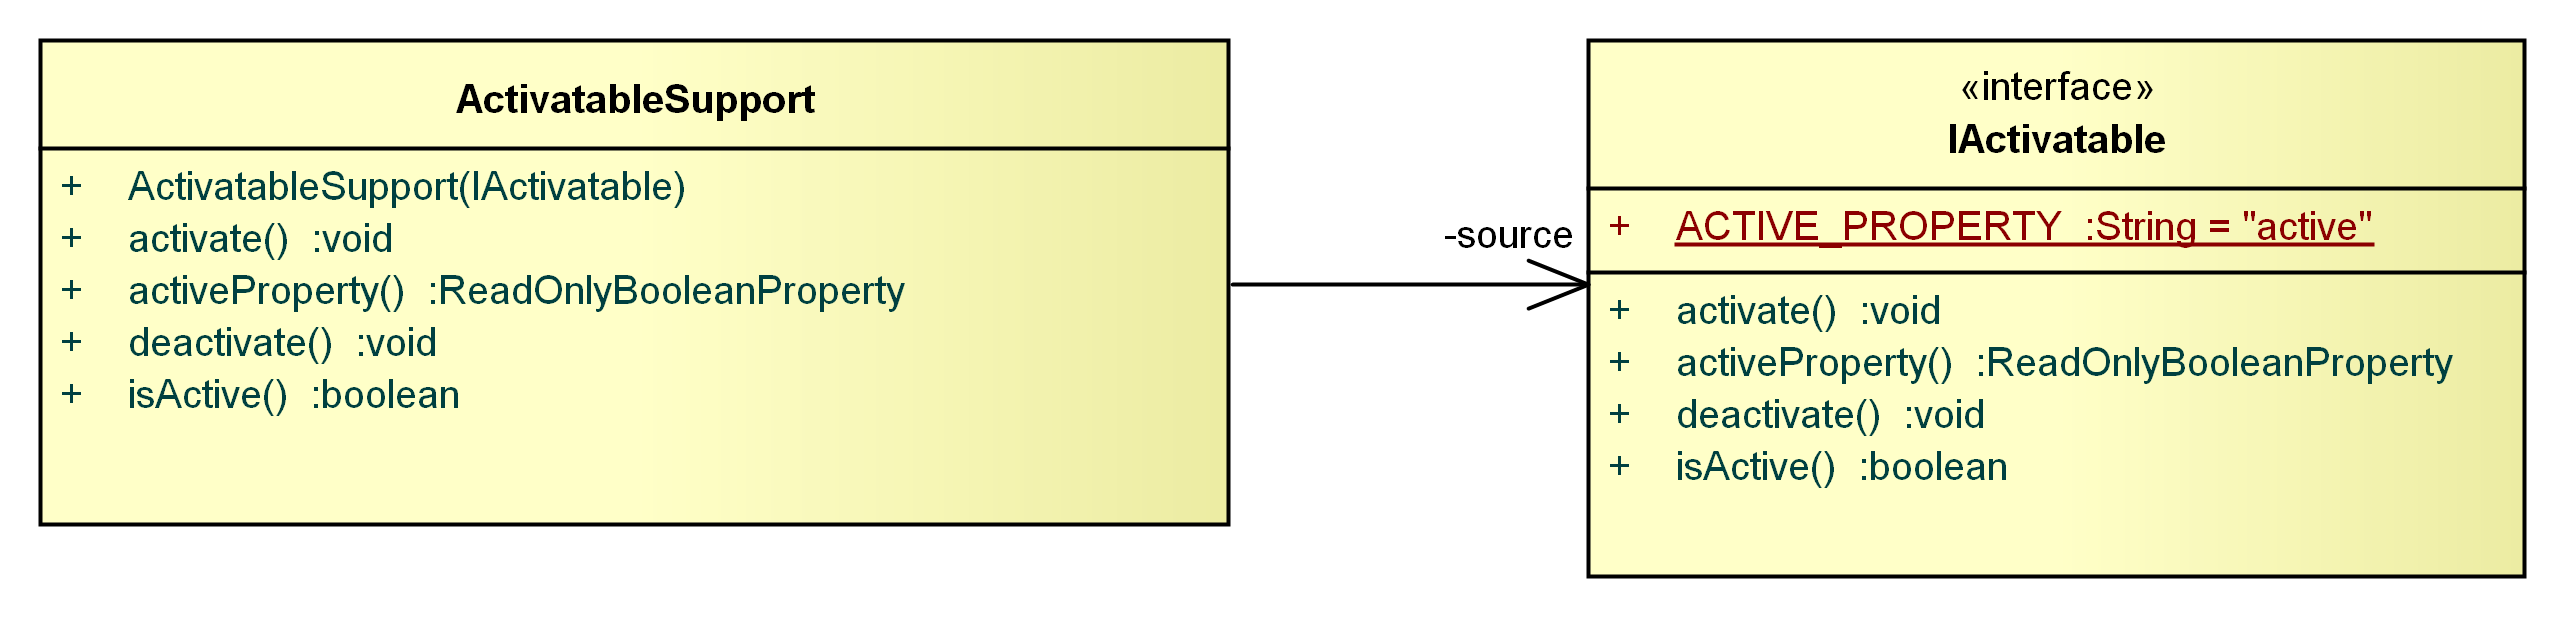 ActivatableSupport
+ ActivatableSupport(IActivatable)
+ activate() :void
+ activeProperty() :ReadOnlyBooleanProperty
+ deactivate() :void
+ isActive() :boolean
-source
«interface»
IActivatable
+ ACTIVE_PROPERTY :String = "active"
+ activate() :void
+ activeProperty() :ReadOnlyBooleanProperty
+ deactivate() :void
+ isActive() :boolean